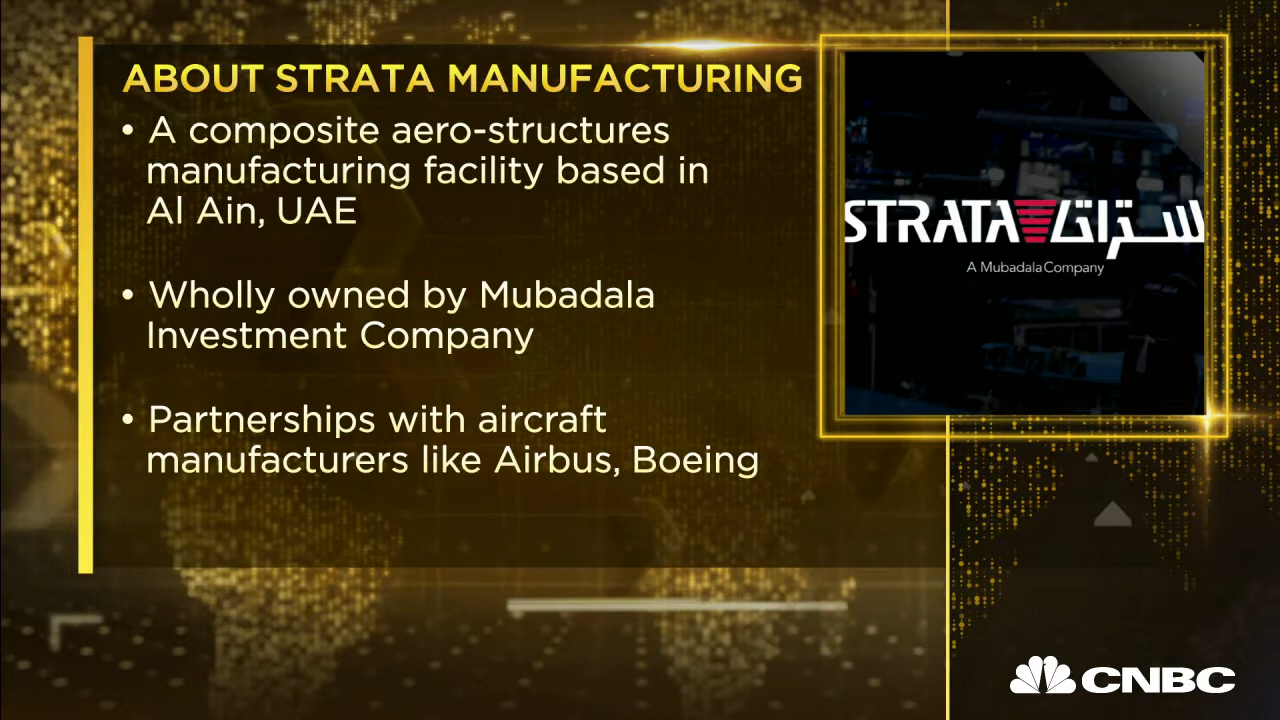 ABOUT STRATA MANUFACTURING
• A composite aero-structures
manufacturing facility based in
Al Ain, UAE
• Wholly owned by Mubadala
Investment Company
• Partnerships with aircraft
manufacturers like Airbus, Boeing
STRATA ستراتا
A Mubadala Company
CNBC